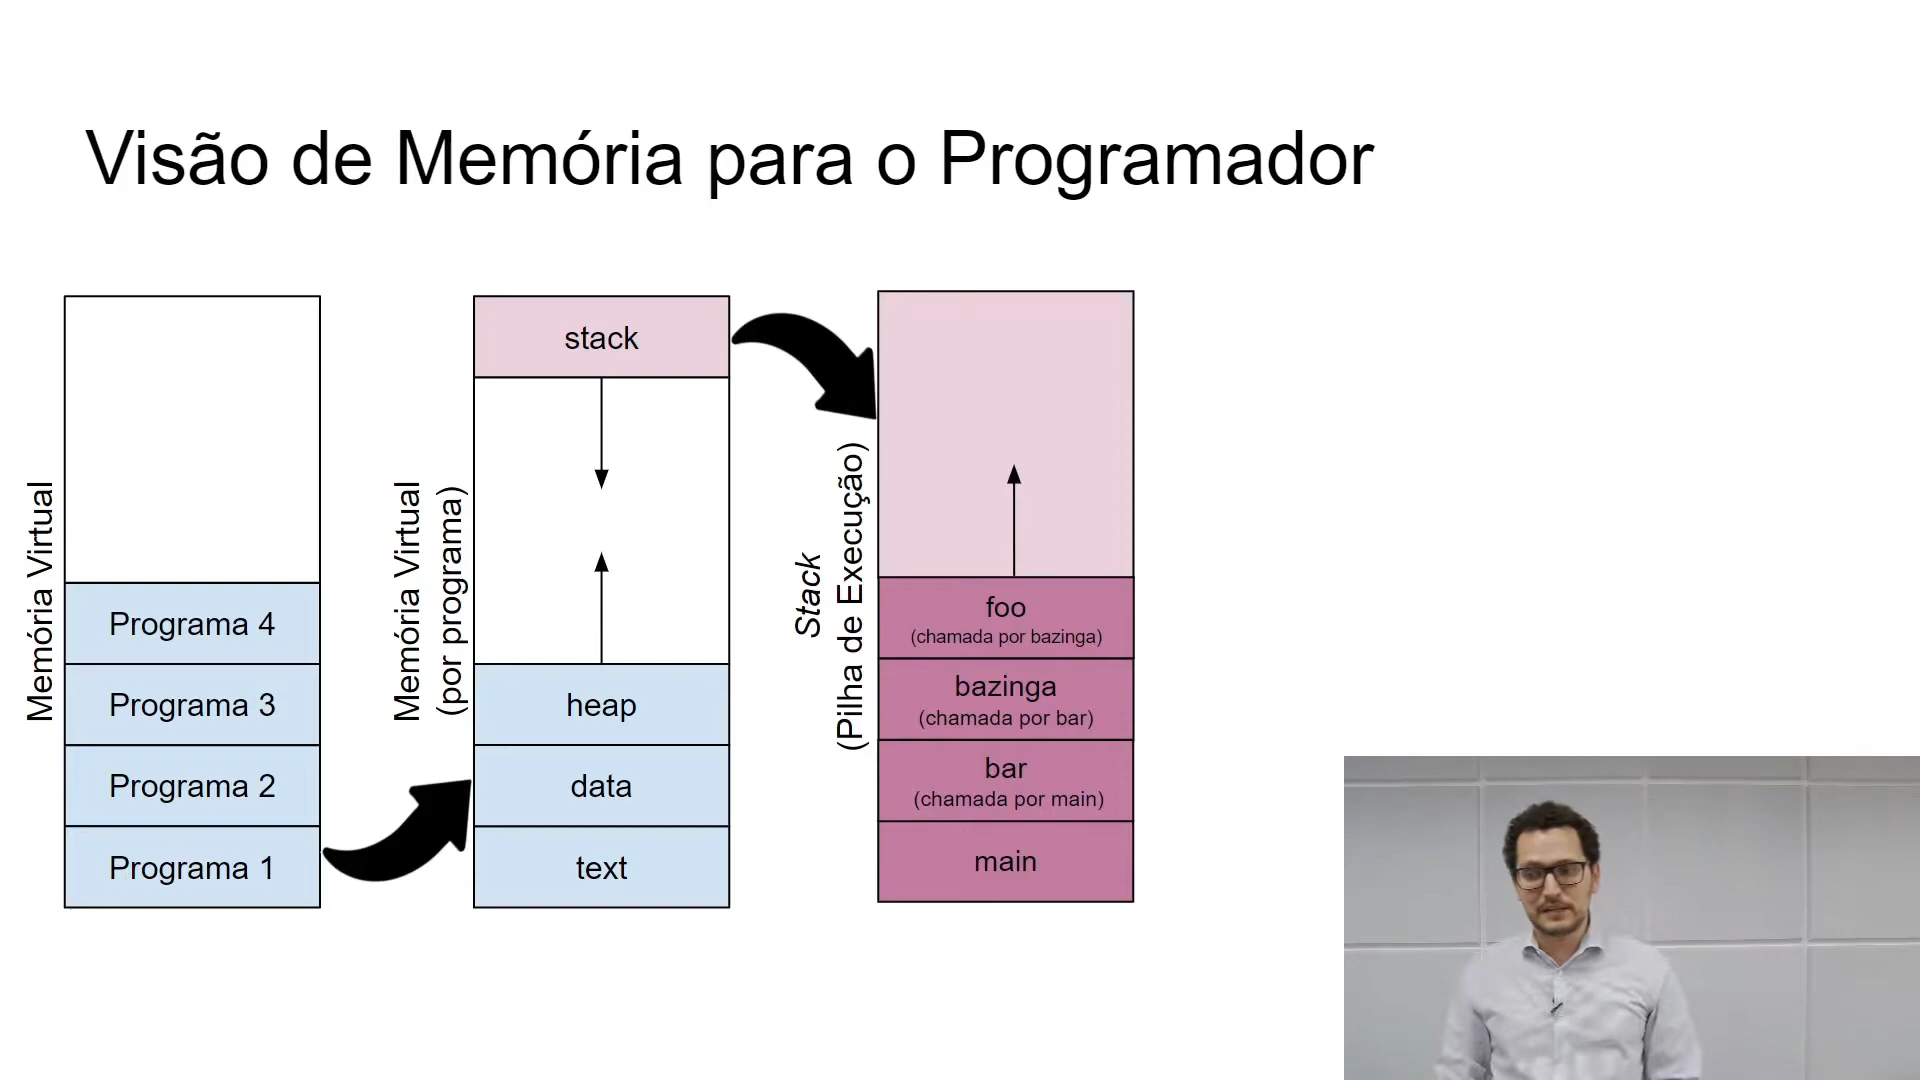 Visão de Memória para o Programador
Memória Virtual
Programa 4
Programa 3
Programa 2
Programa 1
Memória Virtual
(por programa)
stack
heap
data
text
Stack
(Pilha de Execução)
foo
(chamada por bazinga)
bazinga
(chamada por bar)
bar
(chamada por main)
main